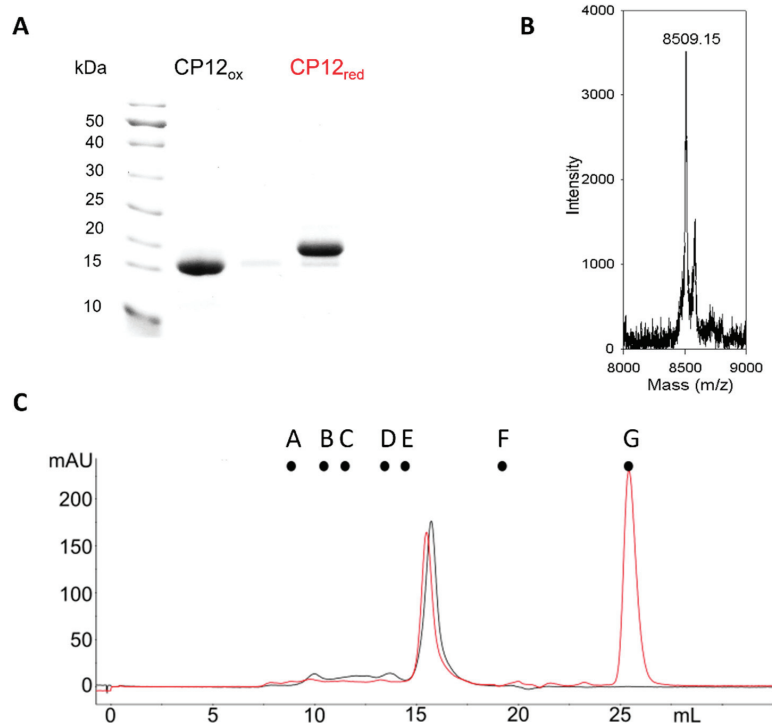 A
kDa
CP12ox
CP12red
50
40
30
25
20
15
10
B
8509.15
4000
3000
2000
1000
0
Intensity
8000 8500 9000
Mass (m/z)
C
A B C D E F G
mAU
200
150
100
50
0
0 5 10 15 20 25 mL